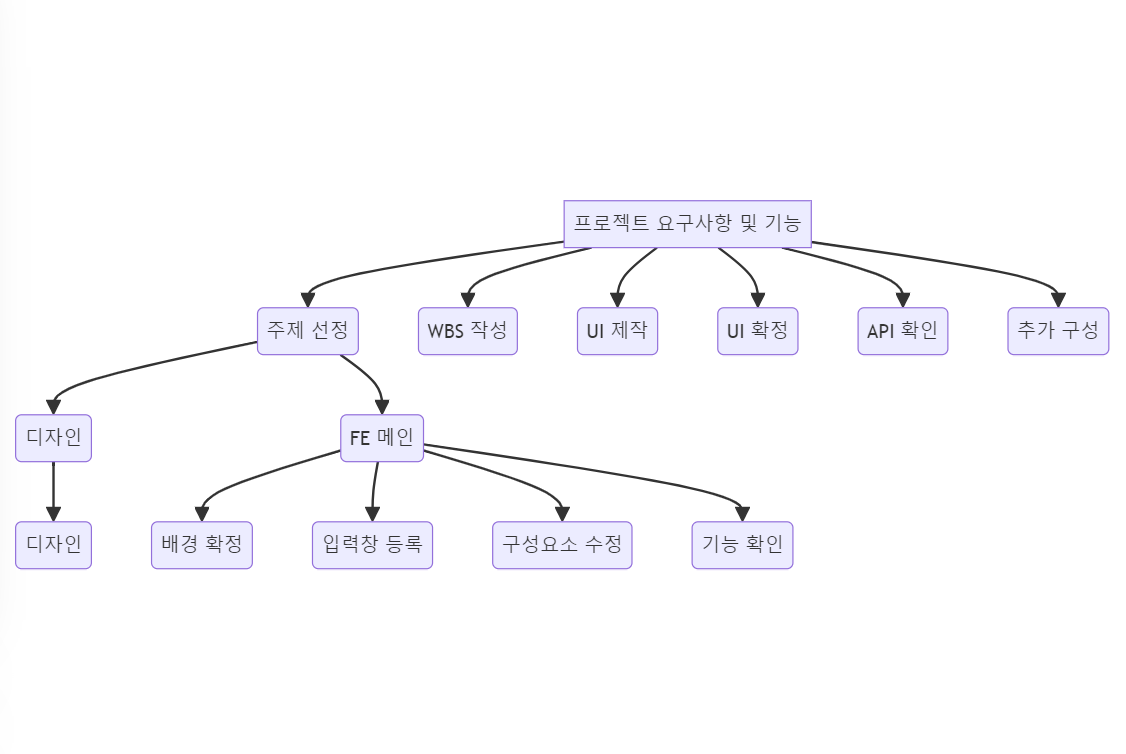 프로젝트 요구사항 및 기능
주제 선정
WBS 작성
UI 제작
UI 확정
API 확인
추가 구성
디자인
FE 메인
디자인
배경 확정
입력창 등록
구성요소 수정
기능 확인